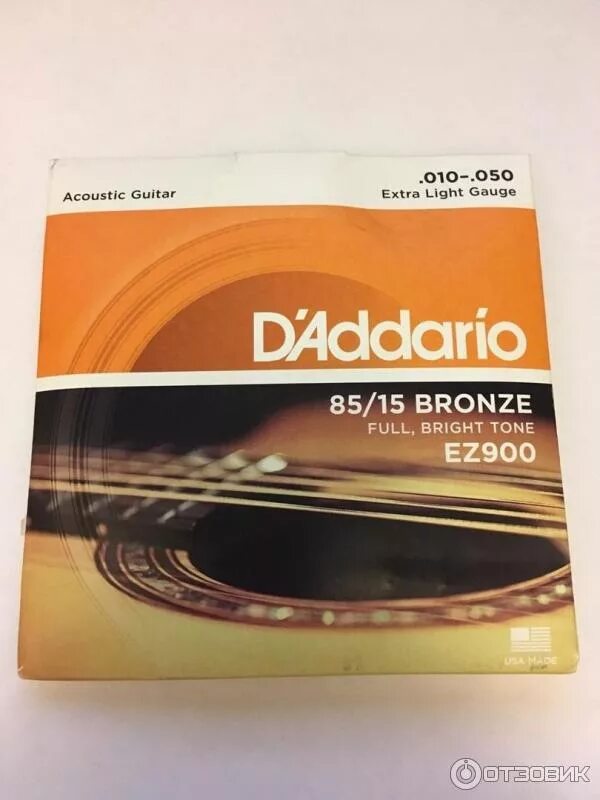 Acoustic Guitar
.010-.050
Extra Light Gauge
D'Addario
85/15 BRONZE
FULL, BRIGHT TONE
EZ900
USA MADE
ОТЗОВИК